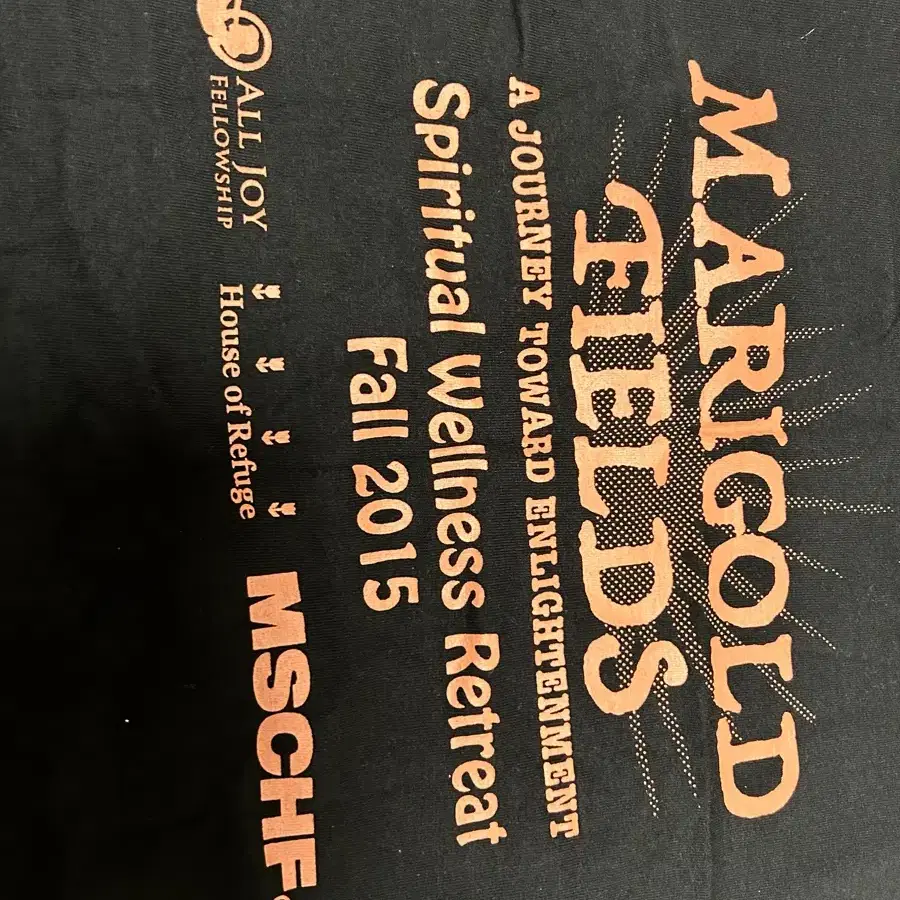 MARIGOLD
FIELDS
A JOURNEY TOWARD ENLIGHTENMENT
Spiritual Wellness Retreat
Fall 2015
ALL JOY
FELLOWSHIP
House of Refuge
MSCHF